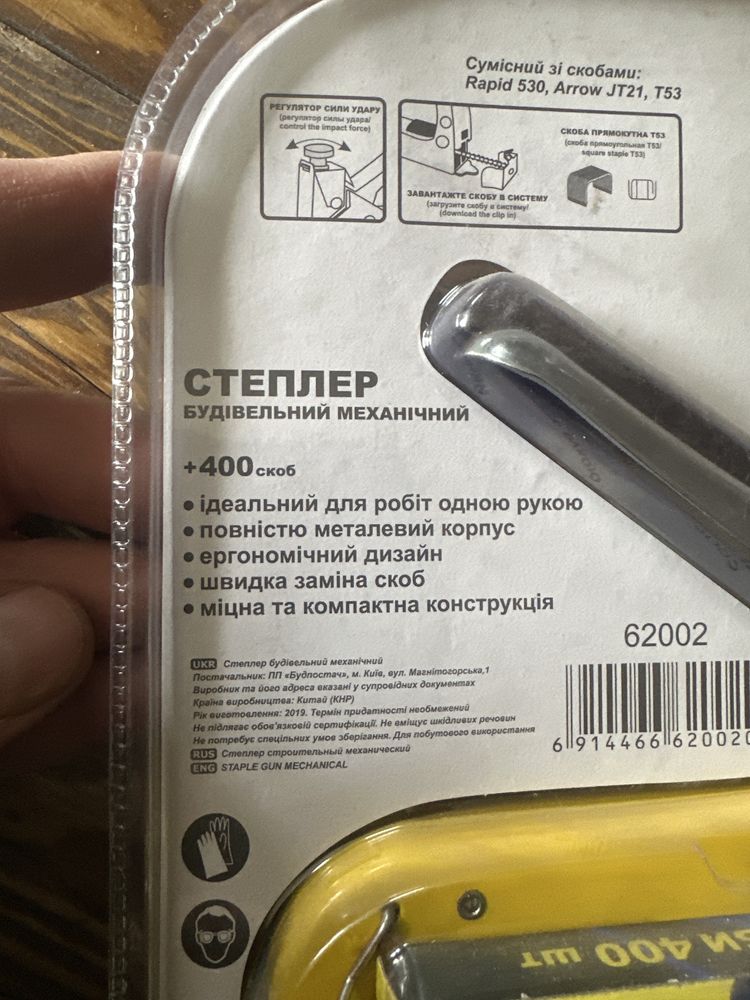 Сумісний зі скобами:
Rapid 530, Arrow JT21, T53
РЕГУЛЯТОР СИЛИ УДАРУ
(регулятор силы удара/
control the impact force)
СКОБА ПРЯМОКУТНА T53
(скоба прямоугольная T53/
square staple T53)
ЗАВАНТАЖТЕ СКОБУ В СИСТЕМУ
(загрузите скобу в систему/
(download the clip in)
СТЕПЛЕР
БУДІВЕЛЬНИЙ МЕХАНІЧНИЙ
+400 скоб
• ідеальний для робіт одною рукою
• повністю металевий корпус
• ергономічний дизайн
• швидка заміна скоб
• міцна та компактна конструкція
62002
UKR Степлер будівельний механічний
Постачальник: ПП «Будпостач», м. Київ, вул. Магнітогорська,1
Виробник та його адреса вказані у супровідних документах
Країна виробництва: Китай (КНР)
Рік виготовлення: 2019. Термін придатності необмежений
Не підлягає обов'язковій сертифікації. Не вміщує шкідливих речовин
Не потребує спеціальних умов зберігання. Для побутового використання
RUS Степлер строительный механический
ENG STAPLE GUN MECHANICAL
6 914466 62002
400 шт